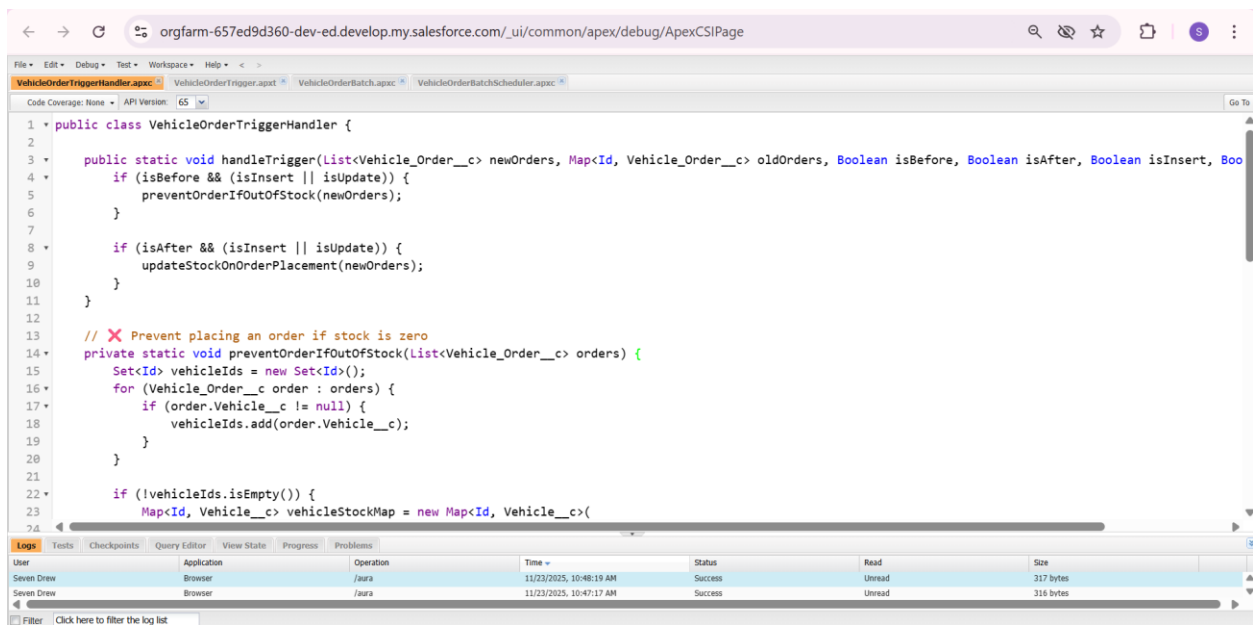 orgfarm-657ed9d360-dev-ed.develop.my.salesforce.com/_ui/common/apex/debug/ApexCSIPage
S
File Edit Debug Test Workspace Help < >
VehicleOrderTriggerHandler.apxc VehicleOrderTrigger.apxt VehicleOrderBatch.apxc VehicleOrderBatchScheduler.apxc
Code Coverage: None API Version: 65 Go To
1 public class VehicleOrderTriggerHandler {
2
3 public static void handleTrigger(List<Vehicle_Order__c> newOrders, Map<Id, Vehicle_Order__c> oldOrders, Boolean isBefore, Boolean isAfter, Boolean isInsert, Boo
4 if (isBefore && (isInsert || isUpdate)) {
5 preventOrderIfOutOfStock(newOrders);
6 }
7
8 if (isAfter && (isInsert || isUpdate)) {
9 updateStockOnOrderPlacement(newOrders);
10 }
11 }
12
13 // ❌ Prevent placing an order if stock is zero
14 private static void preventOrderIfOutOfStock(List<Vehicle_Order__c> orders) {
15 Set<Id> vehicleIds = new Set<Id>();
16 for (Vehicle_Order__c order : orders) {
17 if (order.Vehicle__c != null) {
18 vehicleIds.add(order.Vehicle__c);
19 }
20 }
21
22 if (!vehicleIds.isEmpty()) {
23 Map<Id, Vehicle__c> vehicleStockMap = new Map<Id, Vehicle__c>(
24
Logs Tests Checkpoints Query Editor View State Progress Problems
User Application Operation Time Status Read Size
Seven Drew Browser /aura 11/23/2025, 10:48:19 AM Success Unread 317 bytes
Seven Drew Browser /aura 11/23/2025, 10:47:17 AM Success Unread 316 bytes
Filter Click here to filter the log list